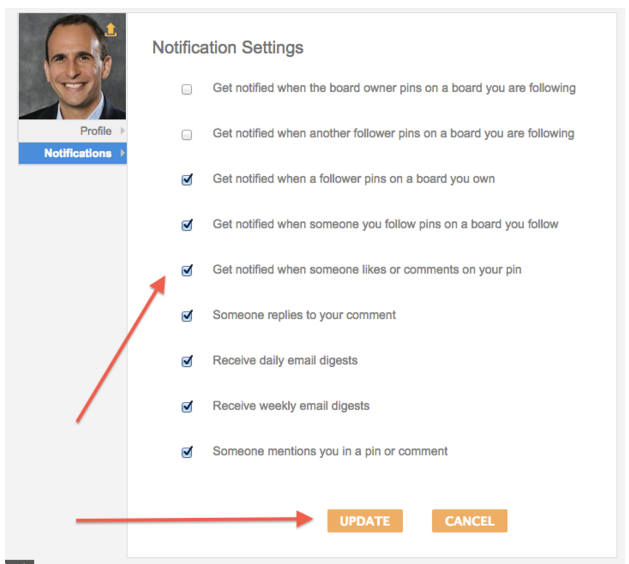 Notification Settings
Get notified when the board owner pins on a board you are following
Profile
Get notified when another follower pins on a board you are following
Notifications
Get notified when a follower pins on a board you own
Get notified when someone you follow pins on a board you follow
Get notified when someone likes or comments on your pin
Someone replies to your comment
Receive daily email digests
Receive weekly email digests
Someone mentions you in a pin or comment
UPDATE
CANCEL